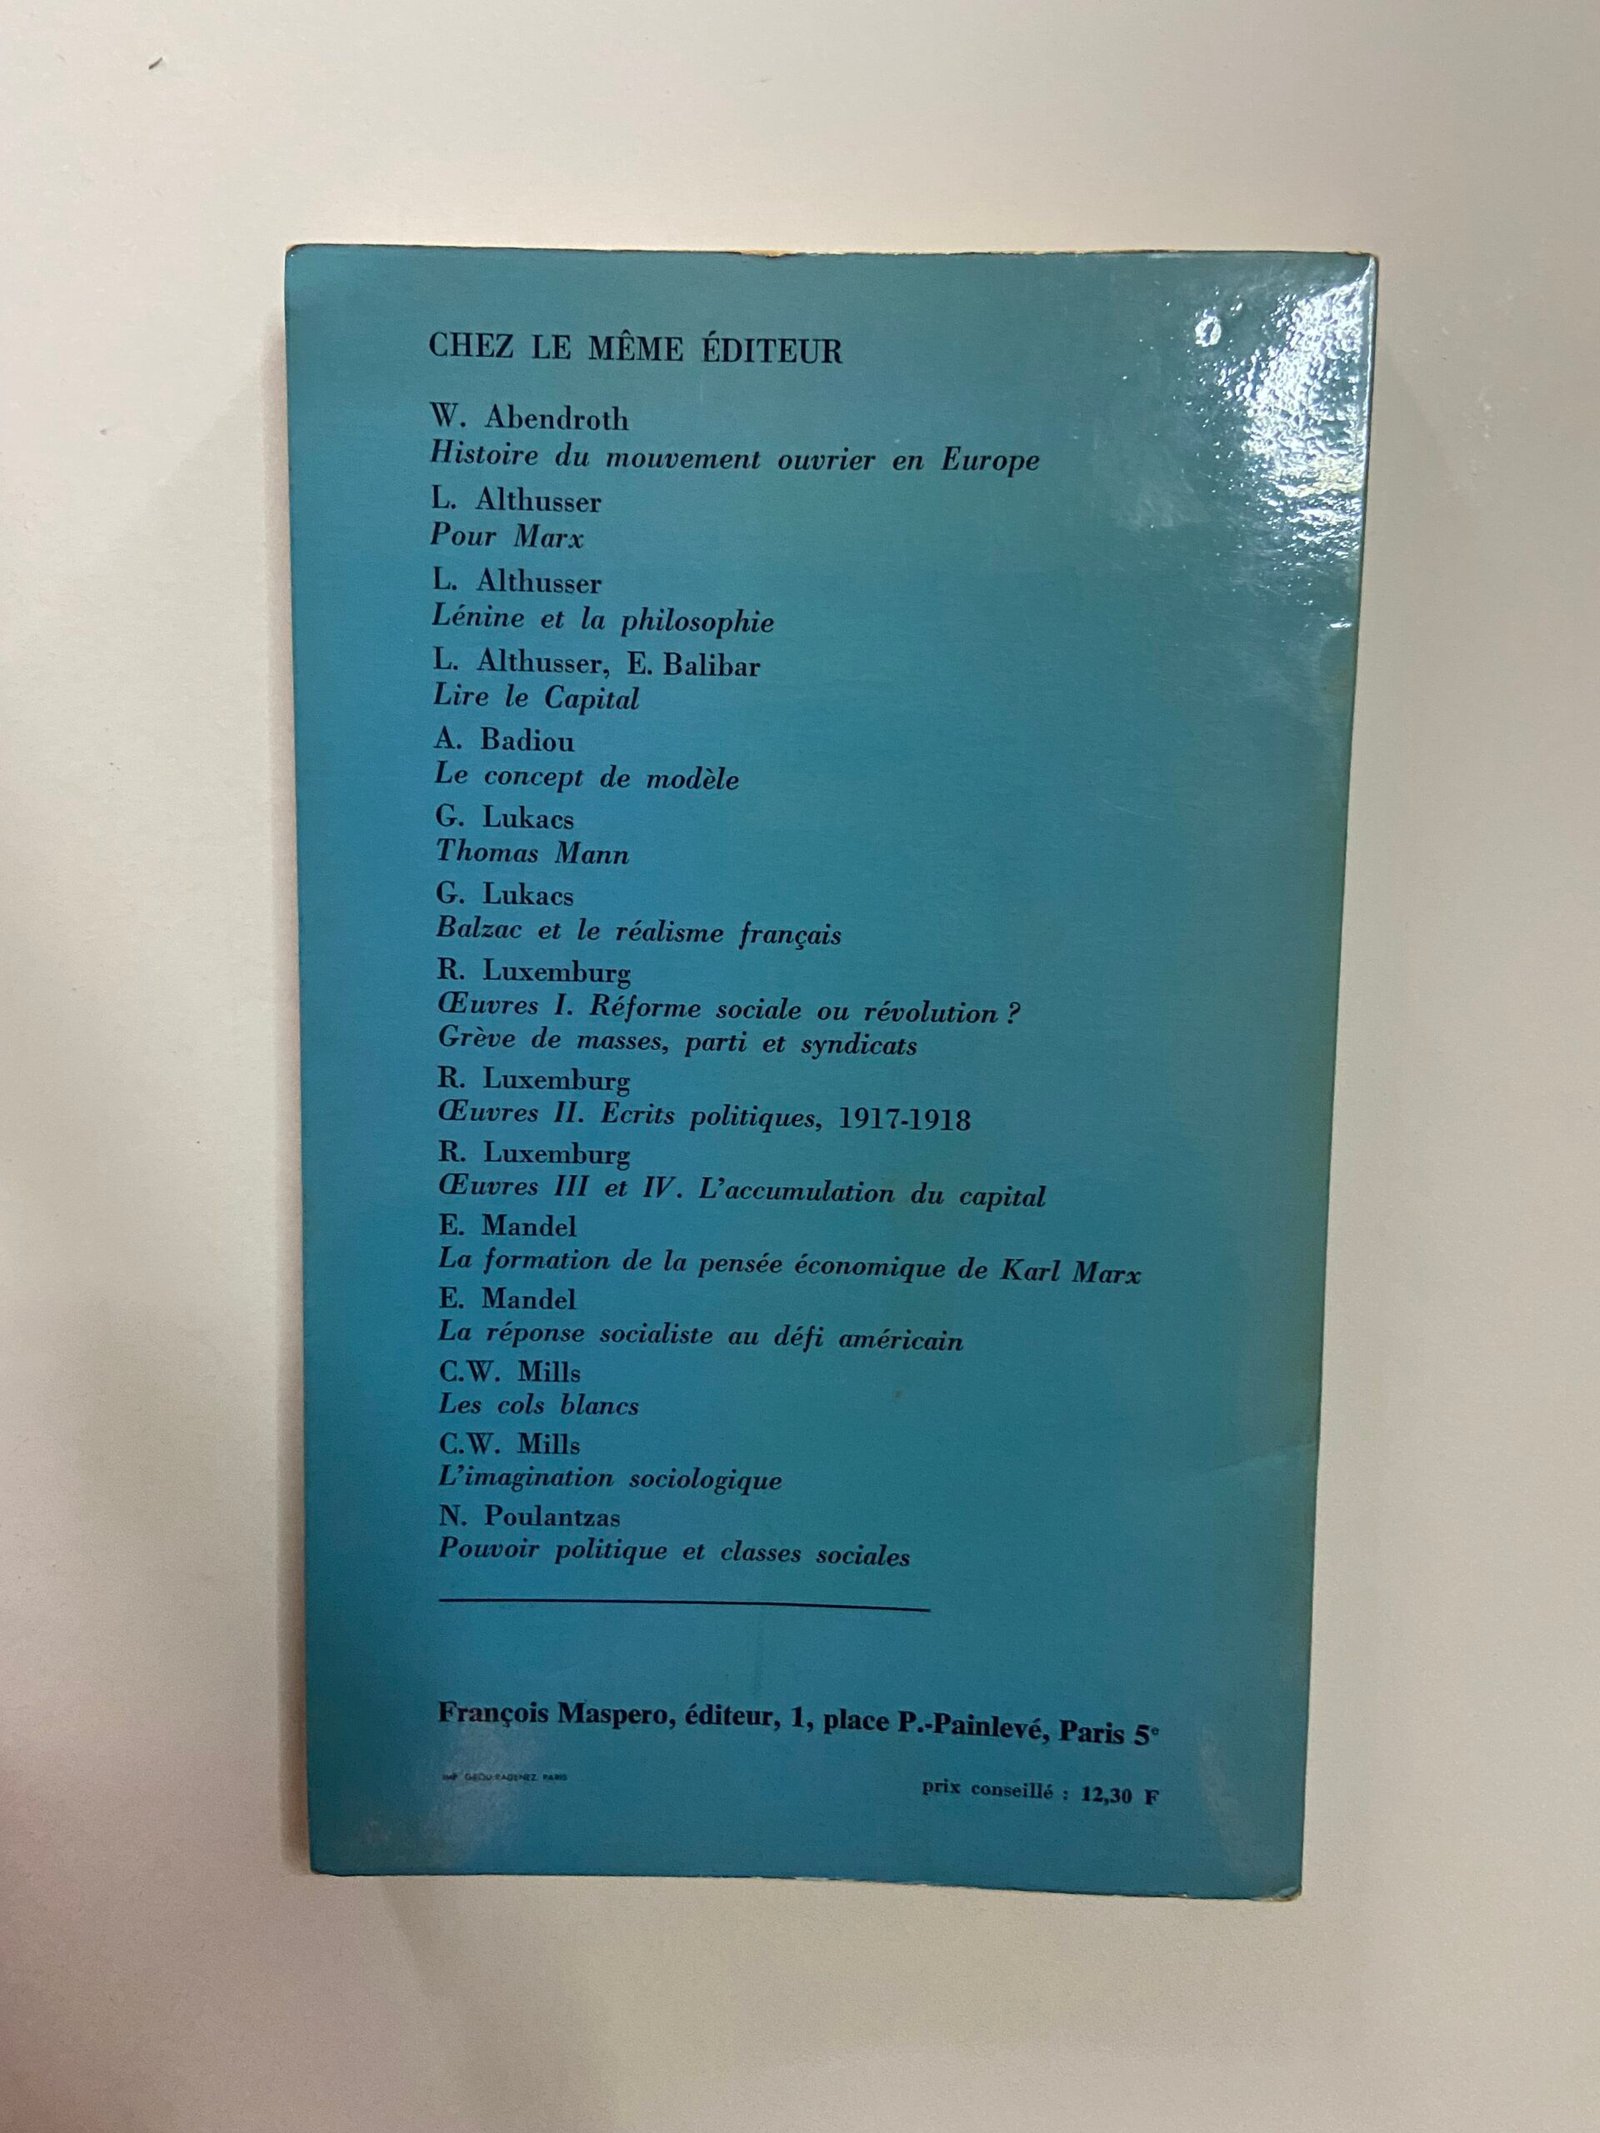 CHEZ LE MÊME ÉDITEUR
W. Abendroth
Histoire du mouvement ouvrier en Europe
L. Althusser
Pour Marx
L. Althusser
Lénine et la philosophie
L. Althusser, E. Balibar
Lire le Capital
A. Badiou
Le concept de modèle
G. Lukacs
Thomas Mann
G. Lukacs
Balzac et le réalisme français
R. Luxemburg
Œuvres I. Réforme sociale ou révolution ?
Grève de masses, parti et syndicats
R. Luxemburg
Œuvres II. Ecrits politiques, 1917-1918
R. Luxemburg
Œuvres III et IV. L'accumulation du capital
E. Mandel
La formation de la pensée économique de Karl Marx
E. Mandel
La réponse socialiste au défi américain
C.W. Mills
Les cols blancs
C.W. Mills
L'imagination sociologique
N. Poulantzas
Pouvoir politique et classes sociales
François Maspero, éditeur, 1, place P.-Painlevé, Paris 5e
IMP. PARIS
prix conseillé : 12,30 F